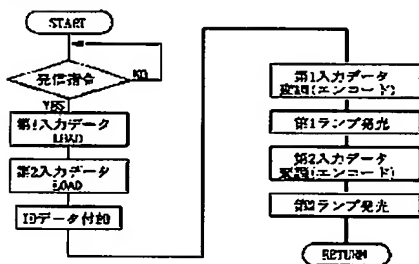 START
発信指令
NO
YES
第1入力データ
LOAD
第2入力データ
LOAD
IDデータ付加
第1入力データ
変調(エンコード)
第1ランプ発光
第2入力データ
変調(エンコード)
第2ランプ発光
RETURN